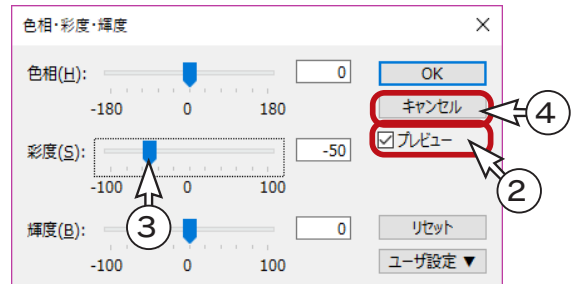 色相・彩度・輝度
色相(H): 0 OK
-180 0 180 キャンセル ④
彩度(S): -50 プレビュー
-100 0 100 ②
③
輝度(B): 0 リセット
-100 0 100 ユーザ設定 ▼